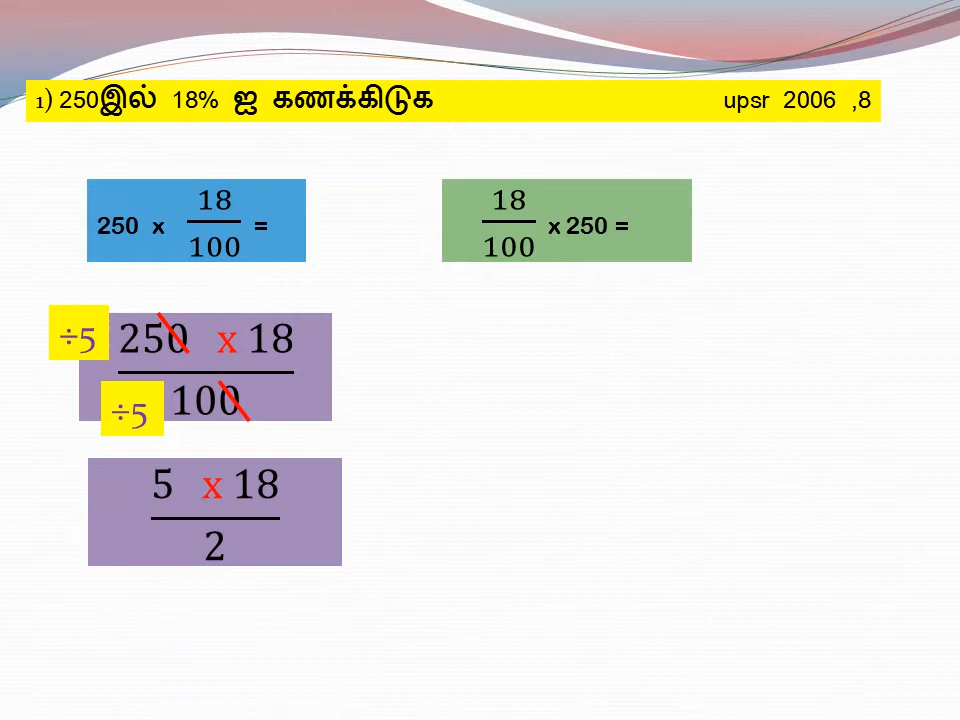 1) 250இல் 18% ஐ கணக்கிடுக upsr 2006 ,8
250 x 18/100 =
18/100 x 250 =
÷5 250 x 18
÷5 100
5 x 18
2